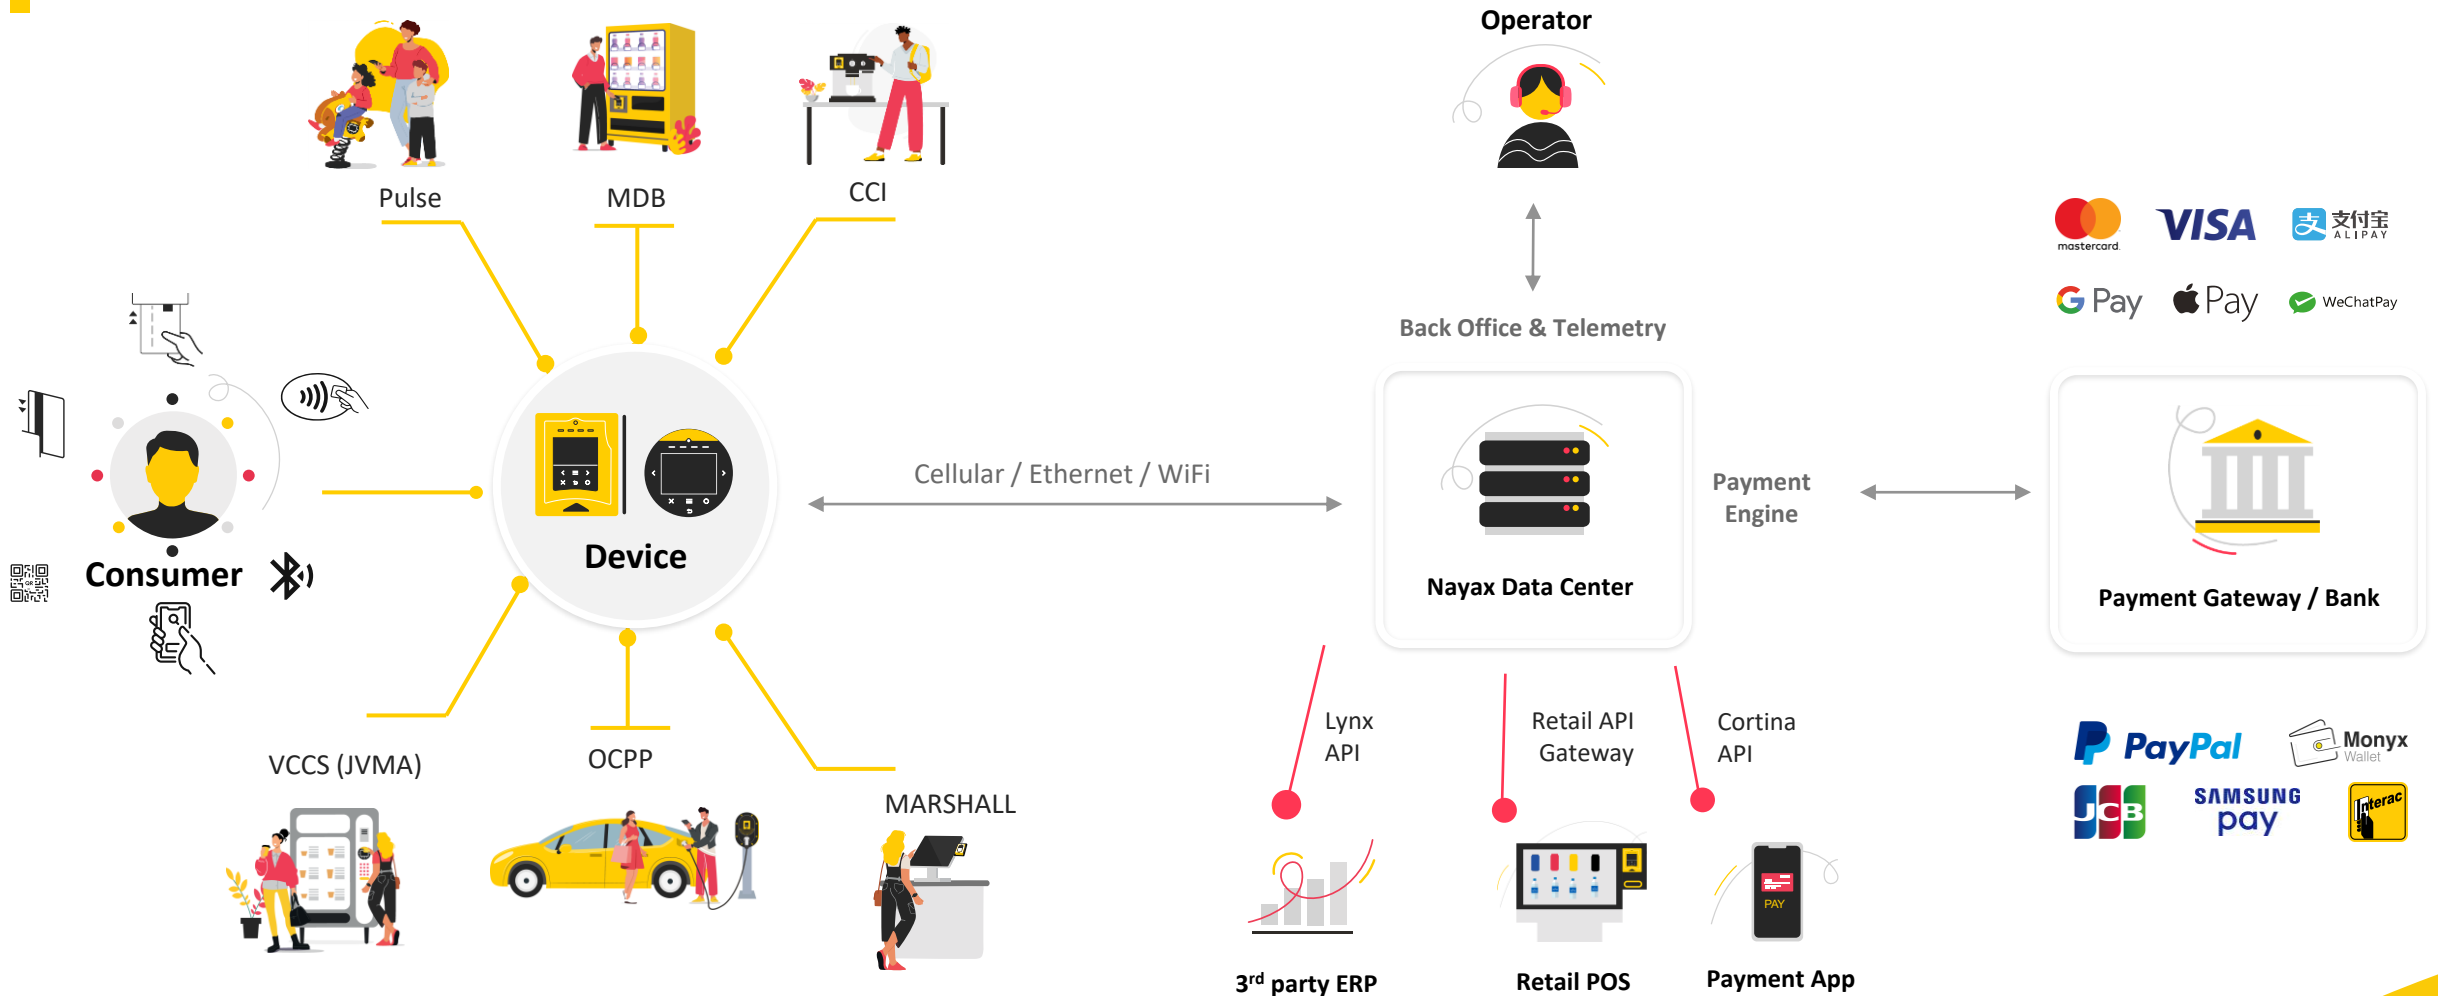 Operator
Pulse
MDB
CCI
mastercard.
VISA
支付宝
ALIPAY
G Pay
Pay
WeChatPay
Back Office & Telemetry
Cellular / Ethernet / WiFi
Payment
Engine
Device
Consumer
Nayax Data Center
Payment Gateway / Bank
Lynx
API
Retail API
Gateway
Cortina
API
VCCS (JVMA)
OCPP
MARSHALL
PayPal
Monyx
Wallet
JCB
SAMSUNG
pay
Interac
PAY
3rd party ERP
Retail POS
Payment App